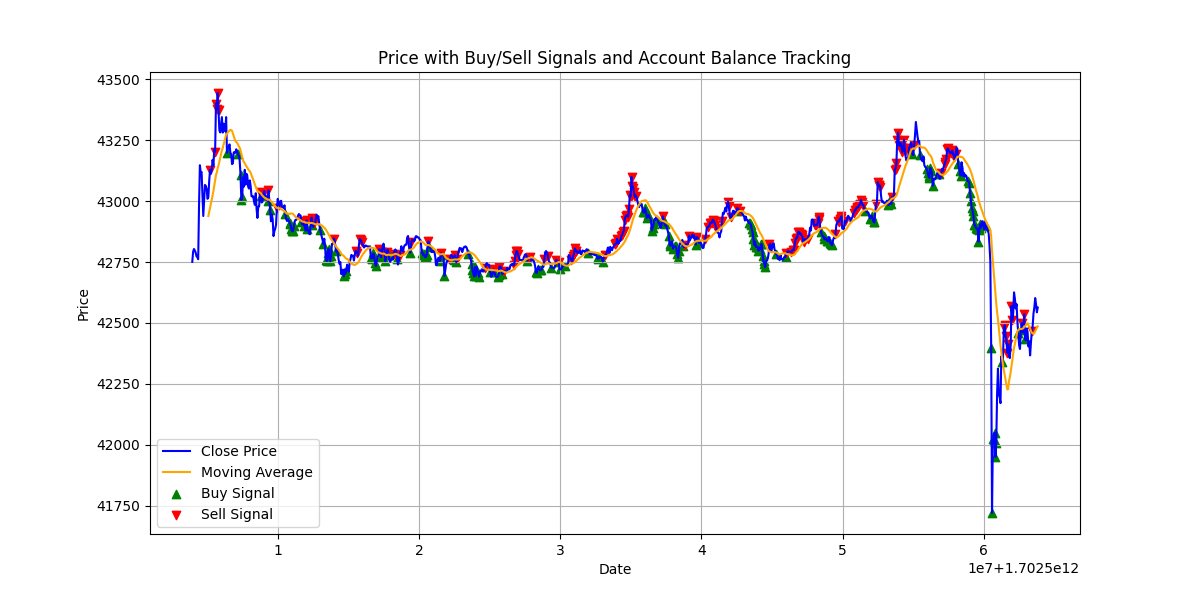 Price with Buy/Sell Signals and Account Balance Tracking
43500
43250
43000
42750
42500
42250
42000
41750
Price
Close Price
Moving Average
Buy Signal
Sell Signal
1 2 3 4 5 6
Date
1e7+1.7025e12